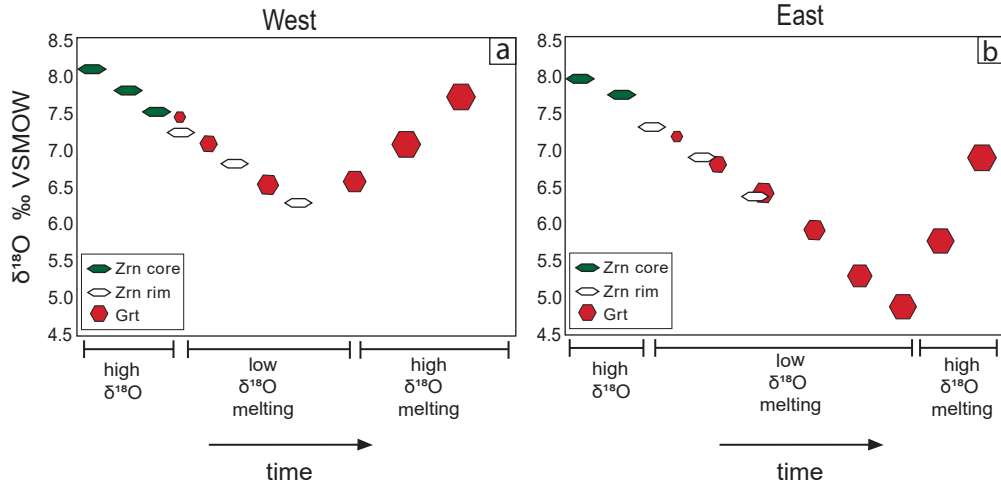 West
East
a
b
δ¹⁸O ‰ VSMOW
8.5
8.0
7.5
7.0
6.5
6.0
5.5
5.0
4.5
8.5
8.0
7.5
7.0
6.5
6.0
5.5
5.0
4.5
Zrn core
Zrn rim
Grt
Zrn core
Zrn rim
Grt
high
δ¹⁸O
low
δ¹⁸O
melting
high
δ¹⁸O
melting
high
δ¹⁸O
low
δ¹⁸O
melting
high
δ¹⁸O
melting
time
time